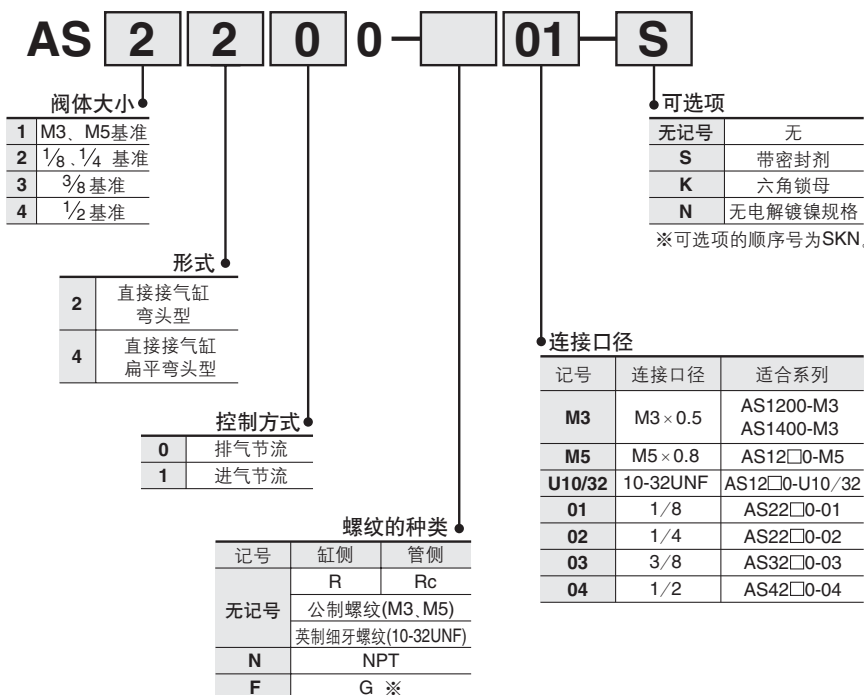 AS 2 2 0 0 — 01 — S
阀体大小
1 M3、M5基准
2 1/8、1/4 基准
3 3/8基准
4 1/2基准
形式
2 直接接气缸
弯头型
4 直接接气缸
扁平弯头型
控制方式
0 排气节流
1 进气节流
螺纹的种类
记号 缸侧 管侧
无记号 R Rc
公制螺纹(M3、M5)
英制细牙螺纹(10-32UNF)
N NPT
F G ※
可选项
无记号 无
S 带密封剂
K 六角锁母
N 无电解镀镍规格
※可选项的顺序号为SKN。
连接口径
记号 连接口径 适合系列
M3 M3×0.5 AS1200-M3
AS1400-M3
M5 M5×0.8 AS12□0-M5
U10/32 10-32UNF AS12□0-U10/32
01 1/8 AS22□0-01
02 1/4 AS22□0-02
03 3/8 AS32□0-03
04 1/2 AS42□0-04